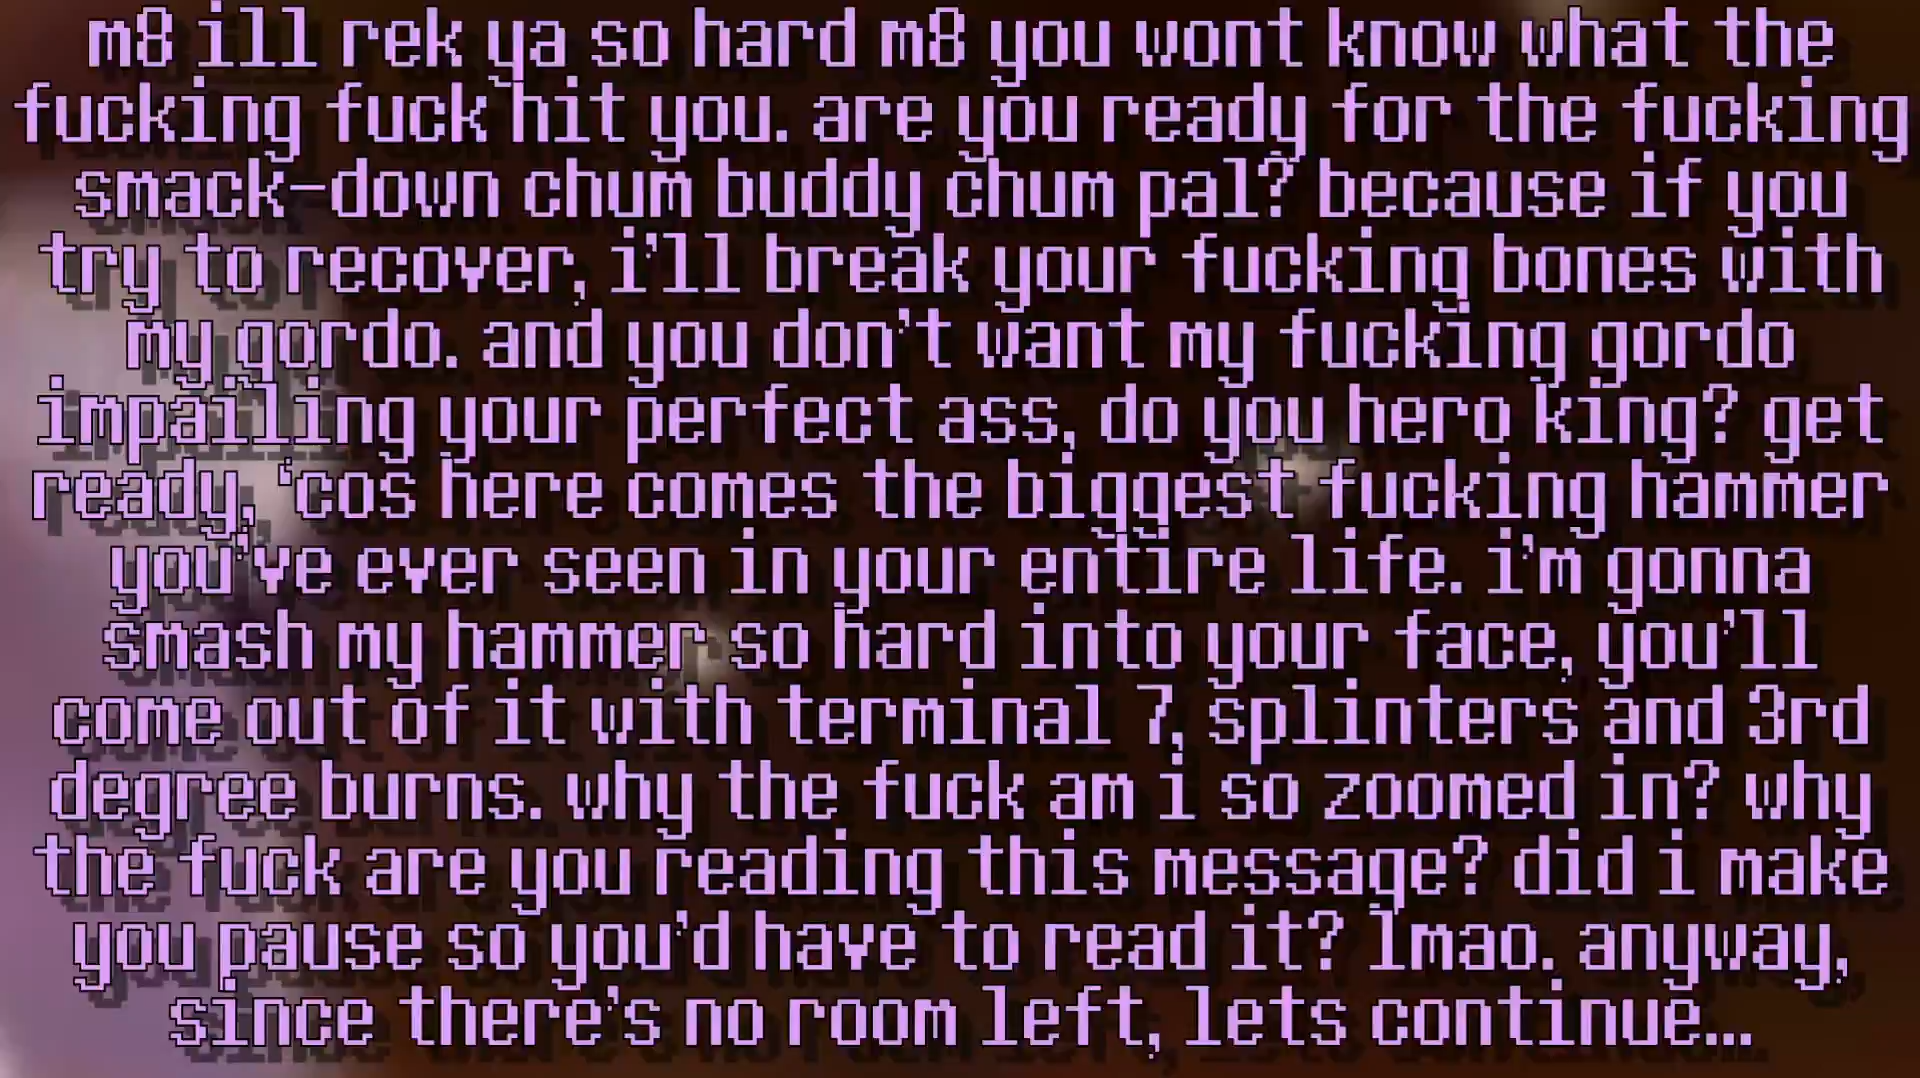 m8 ill rek ya so hard m8 you wont know what the
fucking fuck hit you. are you ready for the fucking
smack-down chum buddy chum pal? because if you
try to recover, i'll break your fucking bones with
my gordo. and you don't want my fucking gordo
impailing your perfect ass, do you hero king? get
ready, 'cos here comes the biggest fucking hammer
you've ever seen in your entire life. i'm gonna
smash my hammer so hard into your face, you'll
come out of it with terminal 7, splinters and 3rd
degree burns. why the fuck am i so zoomed in? why
the fuck are you reading this message? did i make
you pause so you'd have to read it? lmao. anyway,
since there's no room left, lets continue...